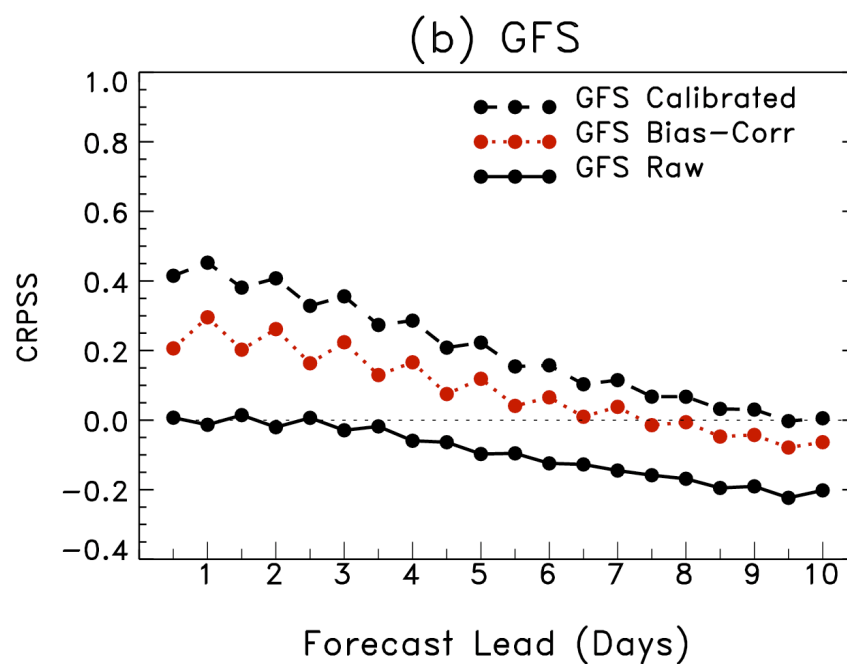 (b) GFS
GFS Calibrated
GFS Bias-Corr
GFS Raw
1.0
0.8
0.6
0.4
0.2
0.0
-0.2
-0.4
CRPSS
1 2 3 4 5 6 7 8 9 10
Forecast Lead (Days)